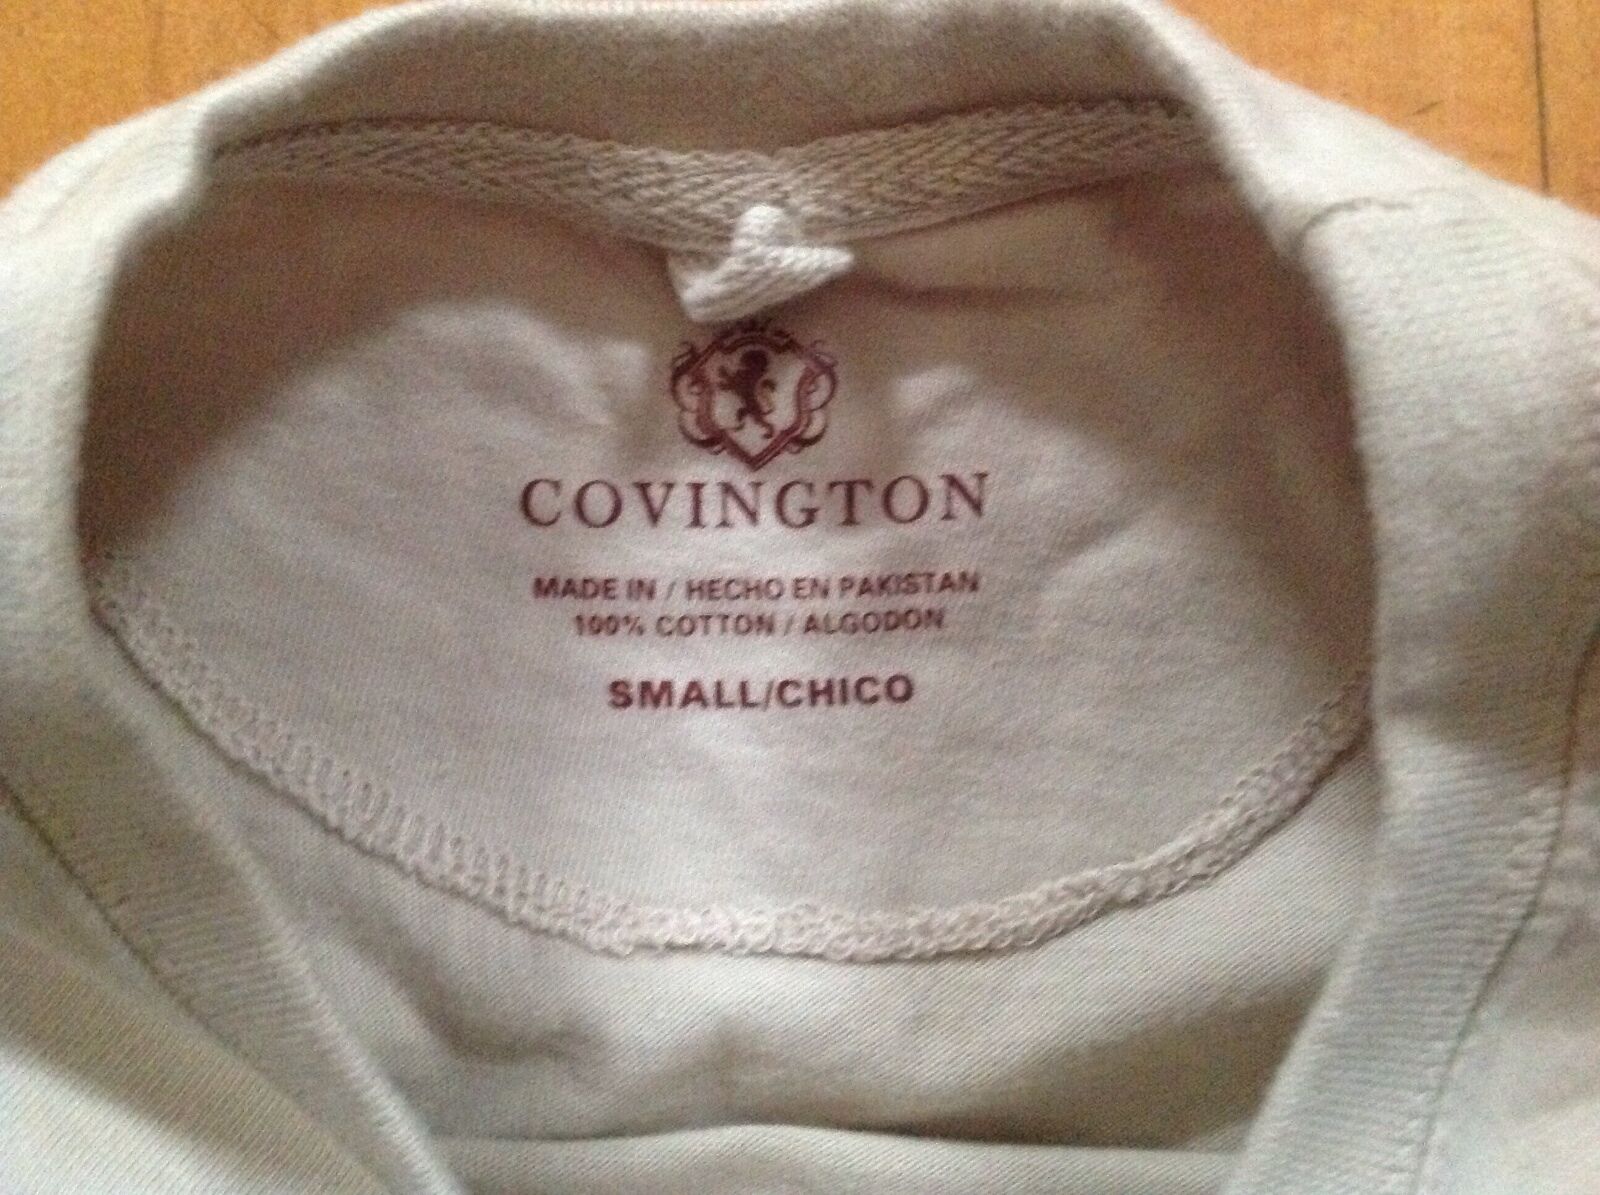 COVINGTON
MADE IN / HECHO EN PAKISTAN
100% COTTON / ALGODON
SMALL/CHICO